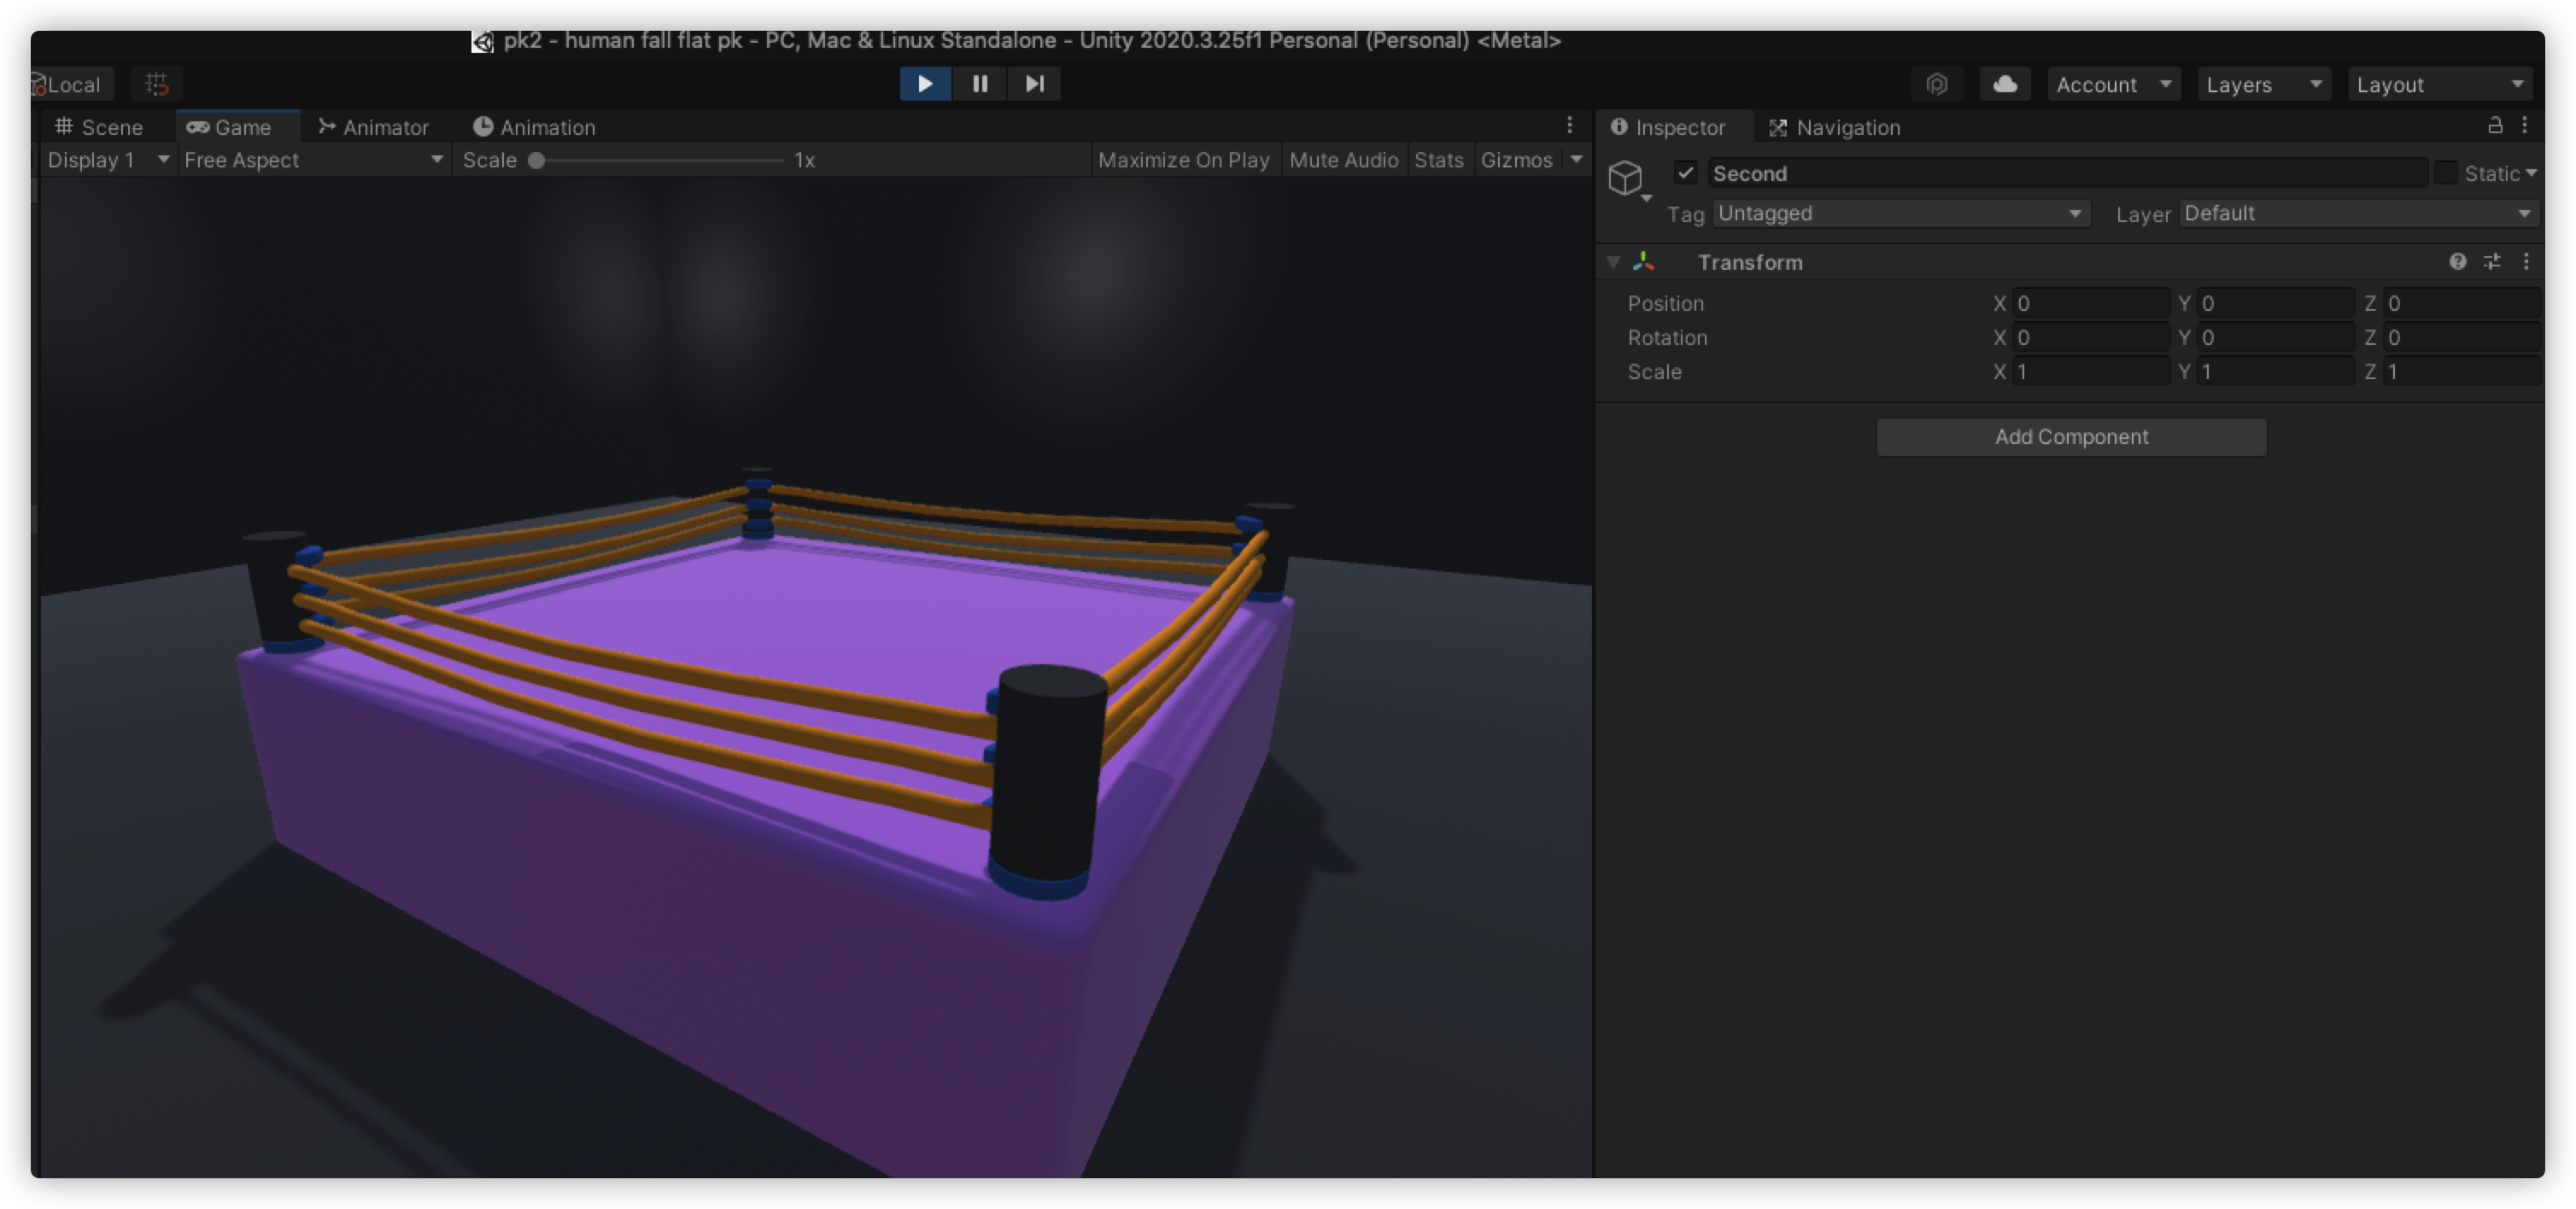 pk2 - human fall flat pk - PC, Mac & Linux Standalone - Unity 2020.3.25f1 Personal (Personal) <Metal>
Local
Account
Layers
Layout
Scene
Game
Animator
Animation
Display 1
Free Aspect
Scale
1x
Maximize On Play
Mute Audio
Stats
Gizmos
Inspector
Navigation
Second
Static
Tag Untagged
Layer Default
Transform
Position X 0 Y 0 Z 0
Rotation X 0 Y 0 Z 0
Scale X 1 Y 1 Z 1
Add Component